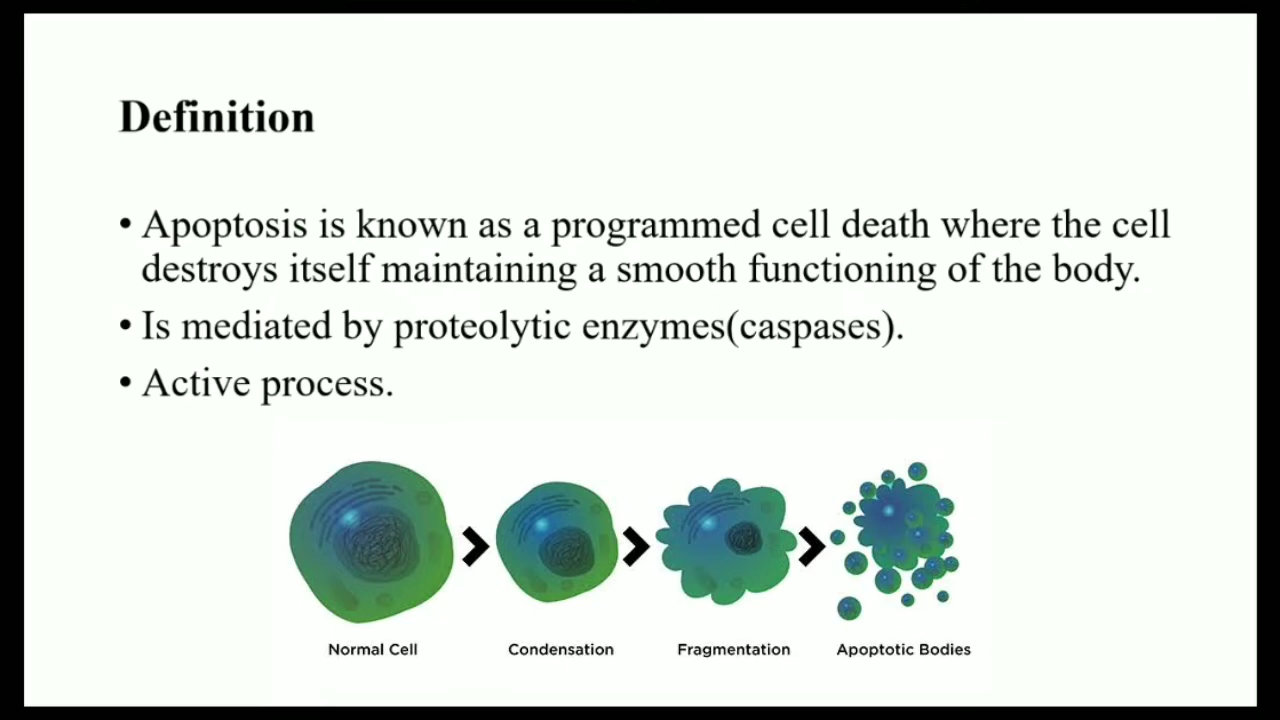 Definition
• Apoptosis is known as a programmed cell death where the cell
destroys itself maintaining a smooth functioning of the body.
• Is mediated by proteolytic enzymes(caspases).
• Active process.
Normal Cell
Condensation
Fragmentation
Apoptotic Bodies